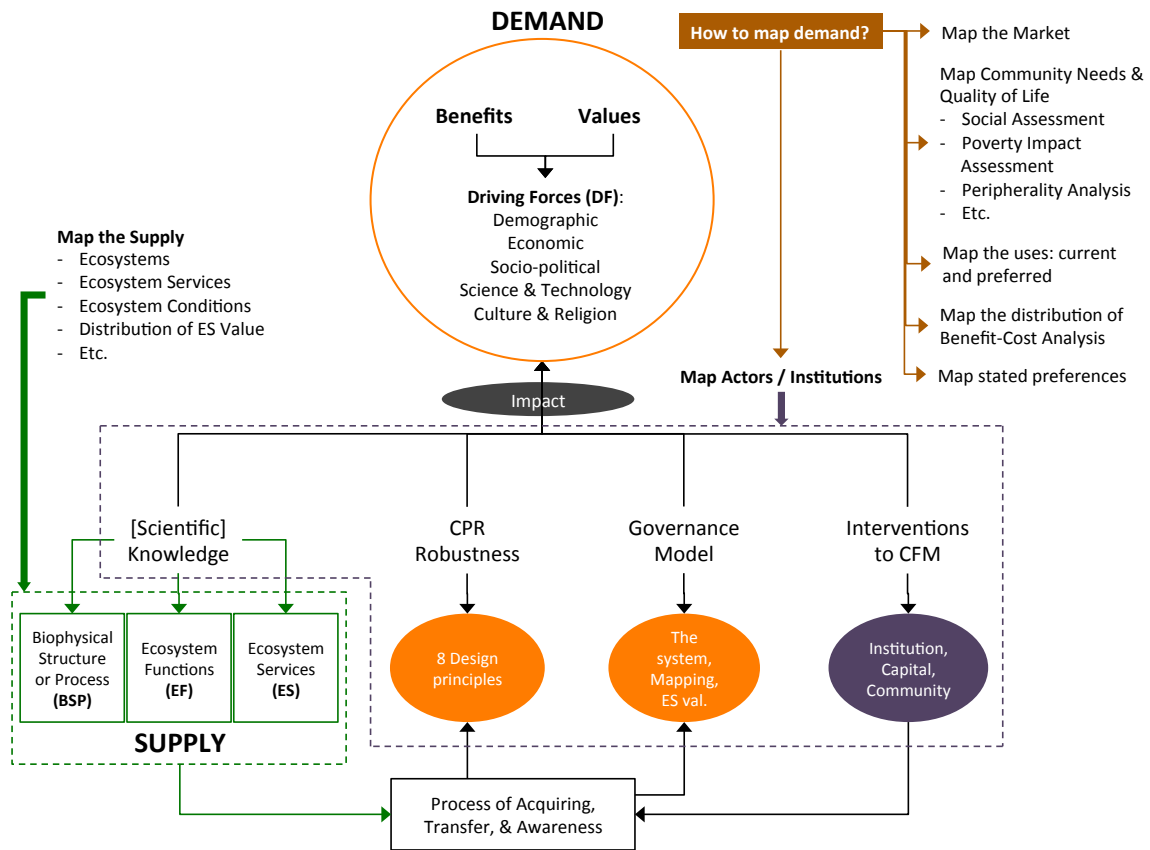 DEMAND
Benefits
Values
Driving Forces (DF):
Demographic
Economic
Socio-political
Science & Technology
Culture & Religion
How to map demand?
Map the Market
Map Community Needs &
Quality of Life
- Social Assessment
- Poverty Impact
Assessment
- Peripherality Analysis
- Etc.
Map the uses: current
and preferred
Map the distribution of
Benefit-Cost Analysis
Map stated preferences
Map the Supply
- Ecosystems
- Ecosystem Services
- Ecosystem Conditions
- Distribution of ES Value
- Etc.
Map Actors / Institutions
Impact
[Scientific]
Knowledge
CPR
Robustness
Governance
Model
Interventions
to CFM
Biophysical
Structure
or Process
(BSP)
Ecosystem
Functions
(EF)
Ecosystem
Services
(ES)
SUPPLY
8 Design
principles
The
system,
Mapping,
ES val.
Institution,
Capital,
Community
Process of Acquiring,
Transfer, & Awareness